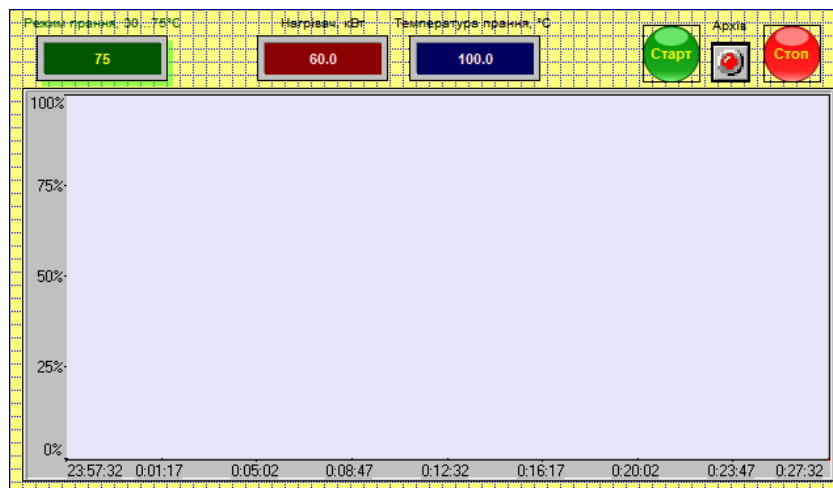 Режим прання, 30...75°C
Нагрівач, кВт
Температура прання, °C
Архів
75
60.0
100.0
Старт
Стоп
100%
75%
50%
25%
0%
23:57:32 0:01:17 0:05:02 0:08:47 0:12:32 0:16:17 0:20:02 0:23:47 0:27:32